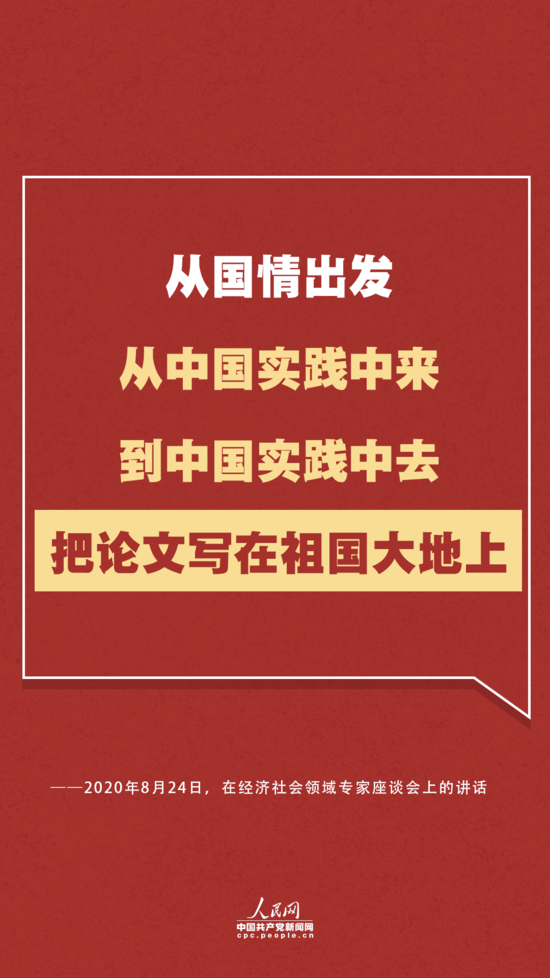 从国情出发
从中国实践中来
到中国实践中去
把论文写在祖国大地上
——2020年8月24日，在经济社会领域专家座谈会上的讲话
人民网
中国共产党新闻网
cpc.people.cn